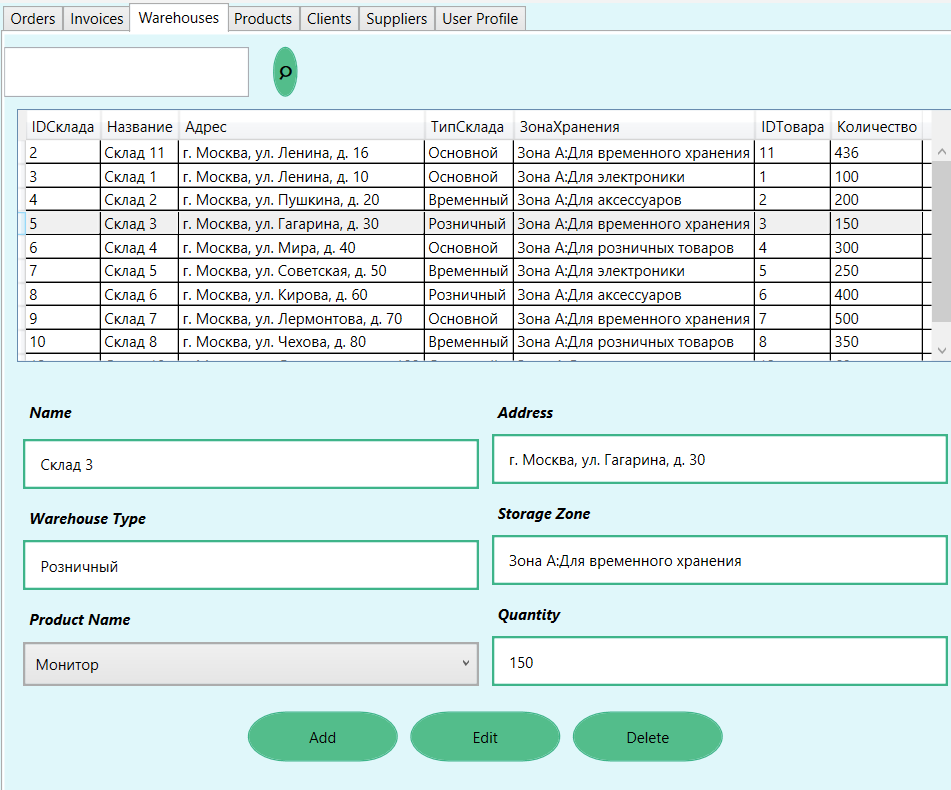 Orders Invoices Warehouses Products Clients Suppliers User Profile
IDСклада Название Адрес ТипСклада ЗонаХранения IDТовара Количество
2 Склад 11 г. Москва, ул. Ленина, д. 16 Основной Зона А:Для временного хранения 11 436
3 Склад 1 г. Москва, ул. Ленина, д. 10 Основной Зона А:Для электроники 1 100
4 Склад 2 г. Москва, ул. Пушкина, д. 20 Временный Зона А:Для аксессуаров 2 200
5 Склад 3 г. Москва, ул. Гагарина, д. 30 Розничный Зона А:Для временного хранения 3 150
6 Склад 4 г. Москва, ул. Мира, д. 40 Основной Зона А:Для розничных товаров 4 300
7 Склад 5 г. Москва, ул. Советская, д. 50 Временный Зона А:Для электроники 5 250
8 Склад 6 г. Москва, ул. Кирова, д. 60 Розничный Зона А:Для аксессуаров 6 400
9 Склад 7 г. Москва, ул. Лермонтова, д. 70 Основной Зона А:Для временного хранения 7 500
10 Склад 8 г. Москва, ул. Чехова, д. 80 Временный Зона А:Для розничных товаров 8 350
Name Address
Склад 3 г. Москва, ул. Гагарина, д. 30
Warehouse Type Storage Zone
Розничный Зона А:Для временного хранения
Product Name Quantity
Монитор 150
Add Edit Delete